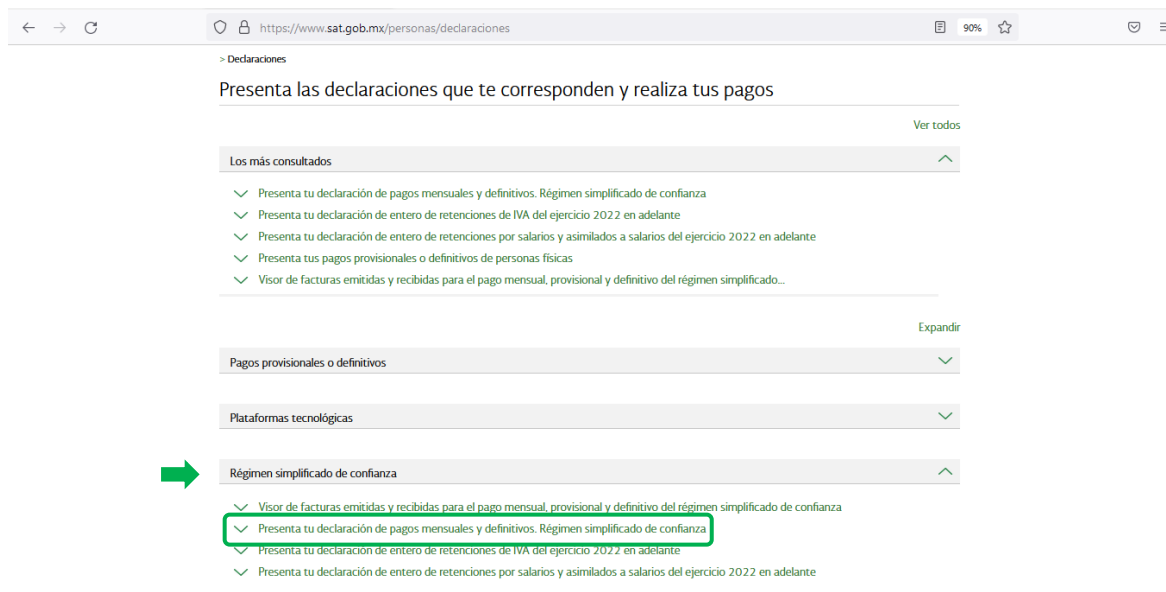 https://www.sat.gob.mx/personas/declaraciones
90%
> Declaraciones
Presenta las declaraciones que te corresponden y realiza tus pagos
Ver todos
Los más consultados
Presenta tu declaración de pagos mensuales y definitivos. Régimen simplificado de confianza
Presenta tu declaración de entero de retenciones de IVA del ejercicio 2022 en adelante
Presenta tu declaración de entero de retenciones por salarios y asimilados a salarios del ejercicio 2022 en adelante
Presenta tus pagos provisionales o definitivos de personas físicas
Visor de facturas emitidas y recibidas para el pago mensual, provisional y definitivo del régimen simplificado...
Expandir
Pagos provisionales o definitivos
Plataformas tecnológicas
Régimen simplificado de confianza
Visor de facturas emitidas y recibidas para el pago mensual, provisional y definitivo del régimen simplificado de confianza
Presenta tu declaración de pagos mensuales y definitivos. Régimen simplificado de confianza
Presenta tu declaración de entero de retenciones de IVA del ejercicio 2022 en adelante
Presenta tu declaración de entero de retenciones por salarios y asimilados a salarios del ejercicio 2022 en adelante